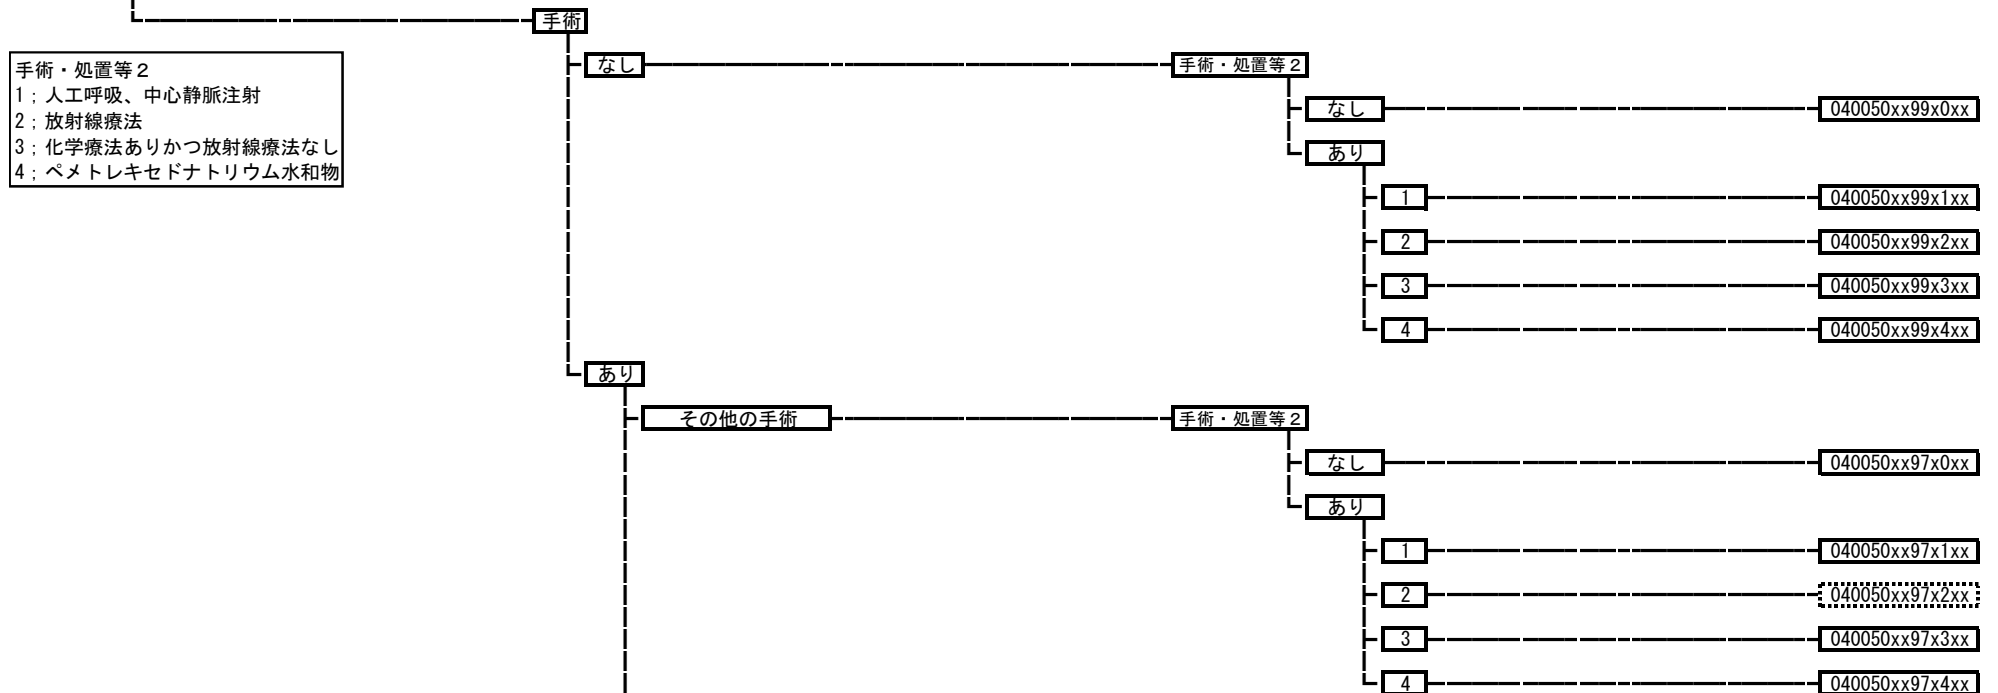 手術
手術・処置等2
1；人工呼吸、中心静脈注射
2；放射線療法
3；化学療法ありかつ放射線療法なし
4；ペメトレキセドナトリウム水和物
なし
手術・処置等2
なし
040050xx99x0xx
あり
1
040050xx99x1xx
2
040050xx99x2xx
3
040050xx99x3xx
4
040050xx99x4xx
あり
その他の手術
手術・処置等2
なし
040050xx97x0xx
あり
1
040050xx97x1xx
2
040050xx97x2xx
3
040050xx97x3xx
4
040050xx97x4xx